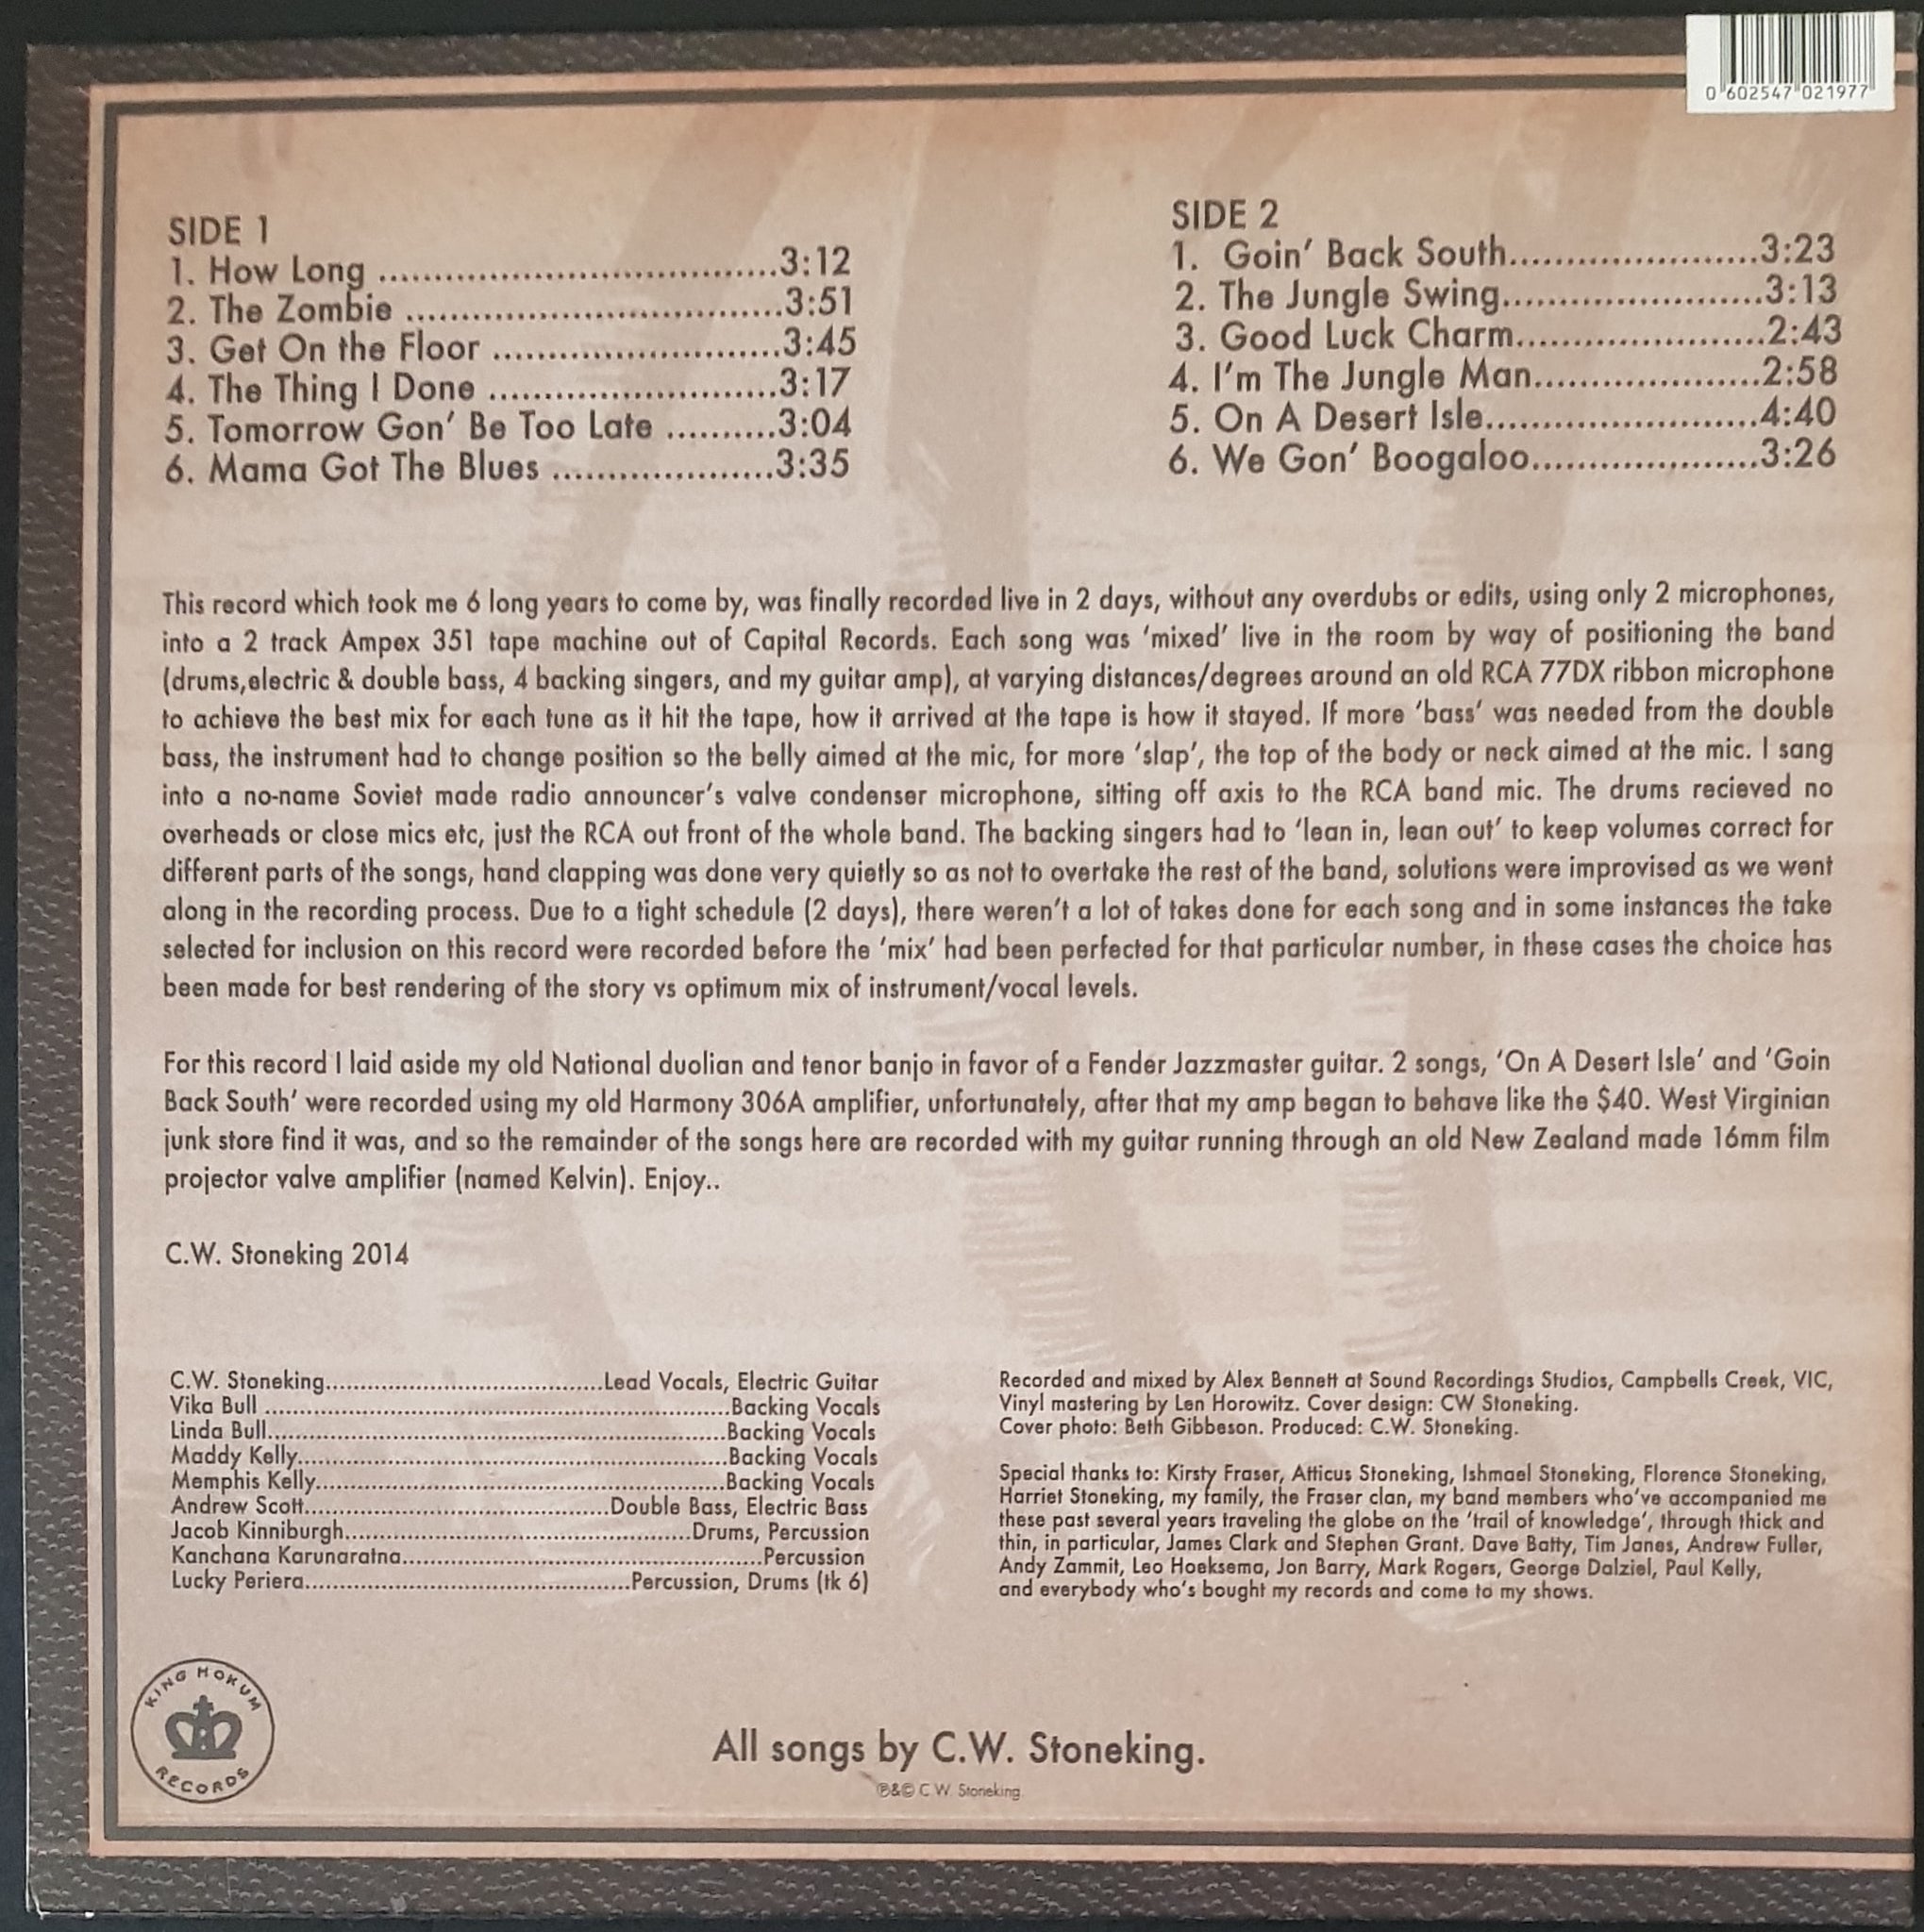 0 602547 021977
SIDE 1
1. How Long ....................................3:12
2. The Zombie ..................................3:51
3. Get On the Floor ..........................3:45
4. The Thing I Done ..........................3:17
5. Tomorrow Gon' Be Too Late ..........3:04
6. Mama Got The Blues ....................3:35
SIDE 2
1. Goin' Back South.......................3:23
2. The Jungle Swing........................3:13
3. Good Luck Charm.......................2:43
4. I'm The Jungle Man.....................2:58
5. On A Desert Isle.........................4:40
6. We Gon' Boogaloo.....................3:26
This record which took me 6 long years to come by, was finally recorded live in 2 days, without any overdubs or edits, using only 2 microphones,
into a 2 track Ampex 351 tape machine out of Capital Records. Each song was 'mixed' live in the room by way of positioning the band
(drums,electric & double bass, 4 backing singers, and my guitar amp), at varying distances/degrees around an old RCA 77DX ribbon microphone
to achieve the best mix for each tune as it hit the tape, how it arrived at the tape is how it stayed. If more 'bass' was needed from the double
bass, the instrument had to change position so the belly aimed at the mic, for more 'slap', the top of the body or neck aimed at the mic. I sang
into a no-name Soviet made radio announcer's valve condenser microphone, sitting off axis to the RCA band mic. The drums recieved no
overheads or close mics etc, just the RCA out front of the whole band. The backing singers had to 'lean in, lean out' to keep volumes correct for
different parts of the songs, hand clapping was done very quietly so as not to overtake the rest of the band, solutions were improvised as we went
along in the recording process. Due to a tight schedule (2 days), there weren't a lot of takes done for each song and in some instances the take
selected for inclusion on this record were recorded before the 'mix' had been perfected for that particular number, in these cases the choice has
been made for best rendering of the story vs optimum mix of instrument/vocal levels.
For this record I laid aside my old National duolian and tenor banjo in favor of a Fender Jazzmaster guitar. 2 songs, 'On A Desert Isle' and 'Goin
Back South' were recorded using my old Harmony 306A amplifier, unfortunately, after that my amp began to behave like the $40. West Virginian
junk store find it was, and so the remainder of the songs here are recorded with my guitar running through an old New Zealand made 16mm film
projector valve amplifier (named Kelvin). Enjoy..
C.W. Stoneking 2014
C.W. Stoneking.......................................Lead Vocals, Electric Guitar
Vika Bull ..................................................................Backing Vocals
Linda Bull.................................................................Backing Vocals
Maddy Kelly.............................................................Backing Vocals
Memphis Kelly..........................................................Backing Vocals
Andrew Scott...........................................Double Bass, Electric Bass
Jacob Kinniburgh.................................................Drums, Percussion
Kanchana Karunaratna...................................................Percussion
Lucky Periera..............................................Percussion, Drums (tk 6)
Recorded and mixed by Alex Bennett at Sound Recordings Studios, Campbells Creek, VIC,
Vinyl mastering by Len Horowitz. Cover design: CW Stoneking.
Cover photo: Beth Gibbeson. Produced: C.W. Stoneking.
Special thanks to: Kirsty Fraser, Atticus Stoneking, Ishmael Stoneking, Florence Stoneking,
Harriet Stoneking, my family, the Fraser clan, my band members who've accompanied me
these past several years traveling the globe on the 'trail of knowledge', through thick and
thin, in particular, James Clark and Stephen Grant. Dave Batty, Tim Janes, Andrew Fuller,
Andy Zammit, Leo Hoeksema, Jon Barry, Mark Rogers, George Dalziel, Paul Kelly,
and everybody who's bought my records and come to my shows.
KING HOKUM
RECORDS
All songs by C.W. Stoneking.
℗&© C.W. Stoneking.